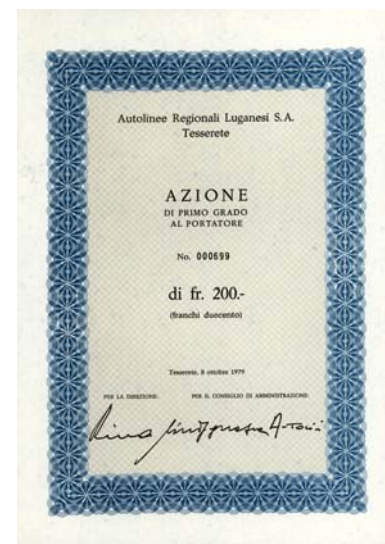 Autolinee Regionali Luganesi S.A.
Tesserete
AZIONE
DI PRIMO GRADO
AL PORTATORE
No. 000699
di fr. 200.-
(franchi duecento)
Tesserete, 8 ottobre 1979
PER LA DIREZIONE: PER IL CONSIGLIO DI AMMINISTRAZIONE: